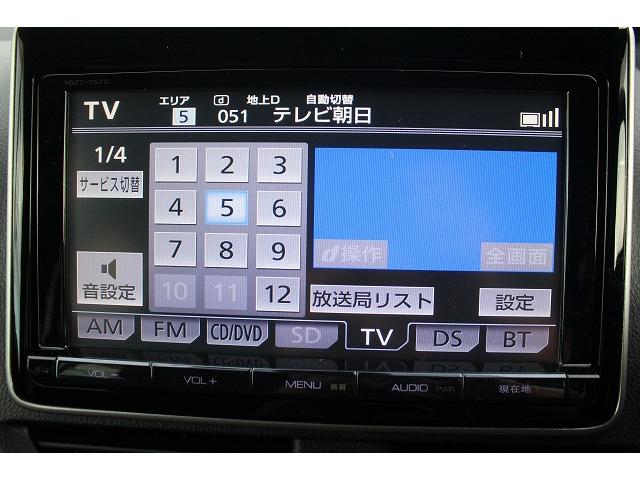 NSZT-Y62G
TV エリア 5 d 地上D 051 自動切替 テレビ朝日
1/4
サービス切替
1 2 3
4 5 6
7 8 9
10 11 12
音設定
d操作 全画面
放送局リスト 設定
AM FM CD/DVD SD TV DS BT
VOL− VOL+ MENU 画質 AUDIO PWR 現在地